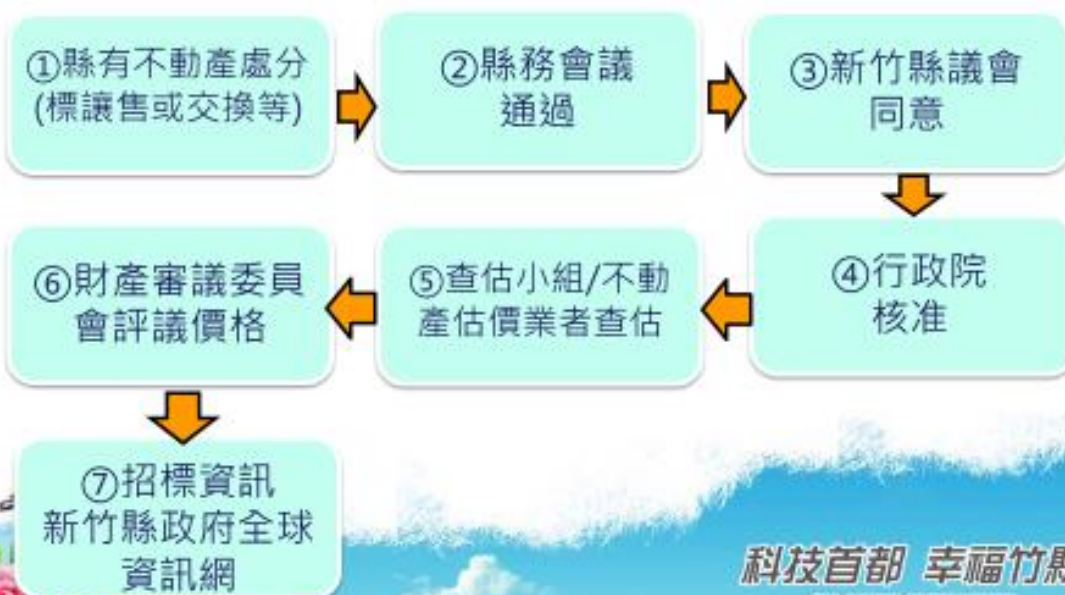 ①縣有不動產處分
(標讓售或交換等)
②縣務會議
通過
③新竹縣議會
同意
④行政院
核准
⑤查估小組/不動
產估價業者查估
⑥財產審議委員
會評議價格
⑦招標資訊
新竹縣政府全球
資訊網
科技首都 幸福竹縣